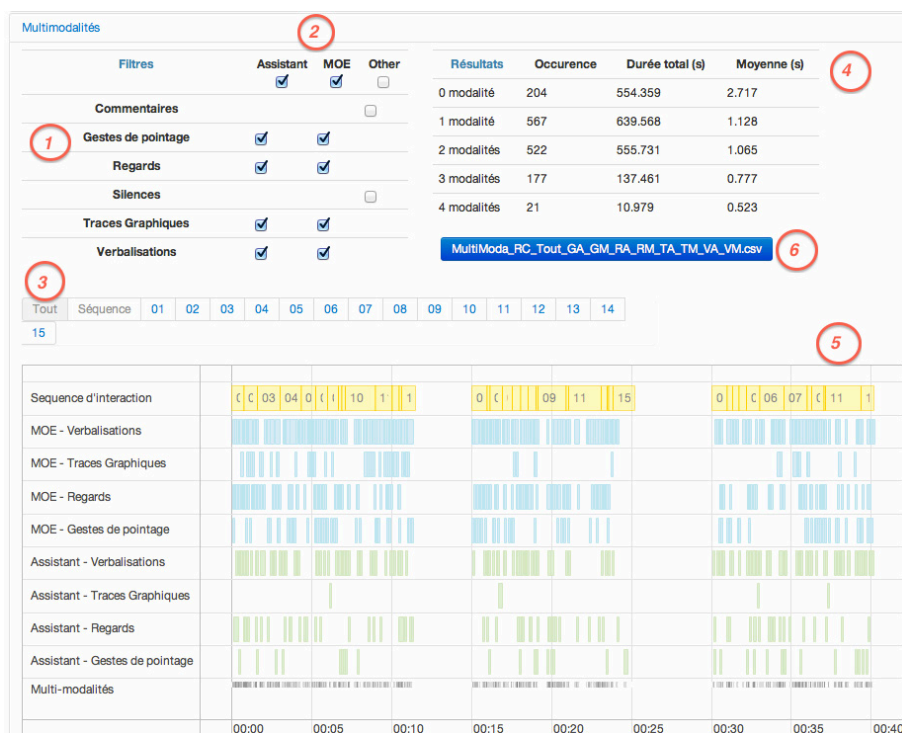 Multimodalités
2
Filtres Assistant MOE Other
Commentaires
1 Gestes de pointage
Regards
Silences
Traces Graphiques
Verbalisations
Résultats Occurence Durée total (s) Moyenne (s) 4
0 modalité 204 554.359 2.717
1 modalité 567 639.568 1.128
2 modalités 522 555.731 1.065
3 modalités 177 137.461 0.777
4 modalités 21 10.979 0.523
MultiModa_RC_Tout_GA_GM_RA_RM_TA_TM_VA_VM.csv 6
3
Tout Séquence 01 02 03 04 05 06 07 08 09 10 11 12 13 14
15
5
Sequence d'interaction 03 04 0 10 1 0 09 11 15 0 06 07 11 1
MOE - Verbalisations
MOE - Traces Graphiques
MOE - Regards
MOE - Gestes de pointage
Assistant - Verbalisations
Assistant - Traces Graphiques
Assistant - Regards
Assistant - Gestes de pointage
Multi-modalités
00:00 00:05 00:10 00:15 00:20 00:25 00:30 00:35 00:40